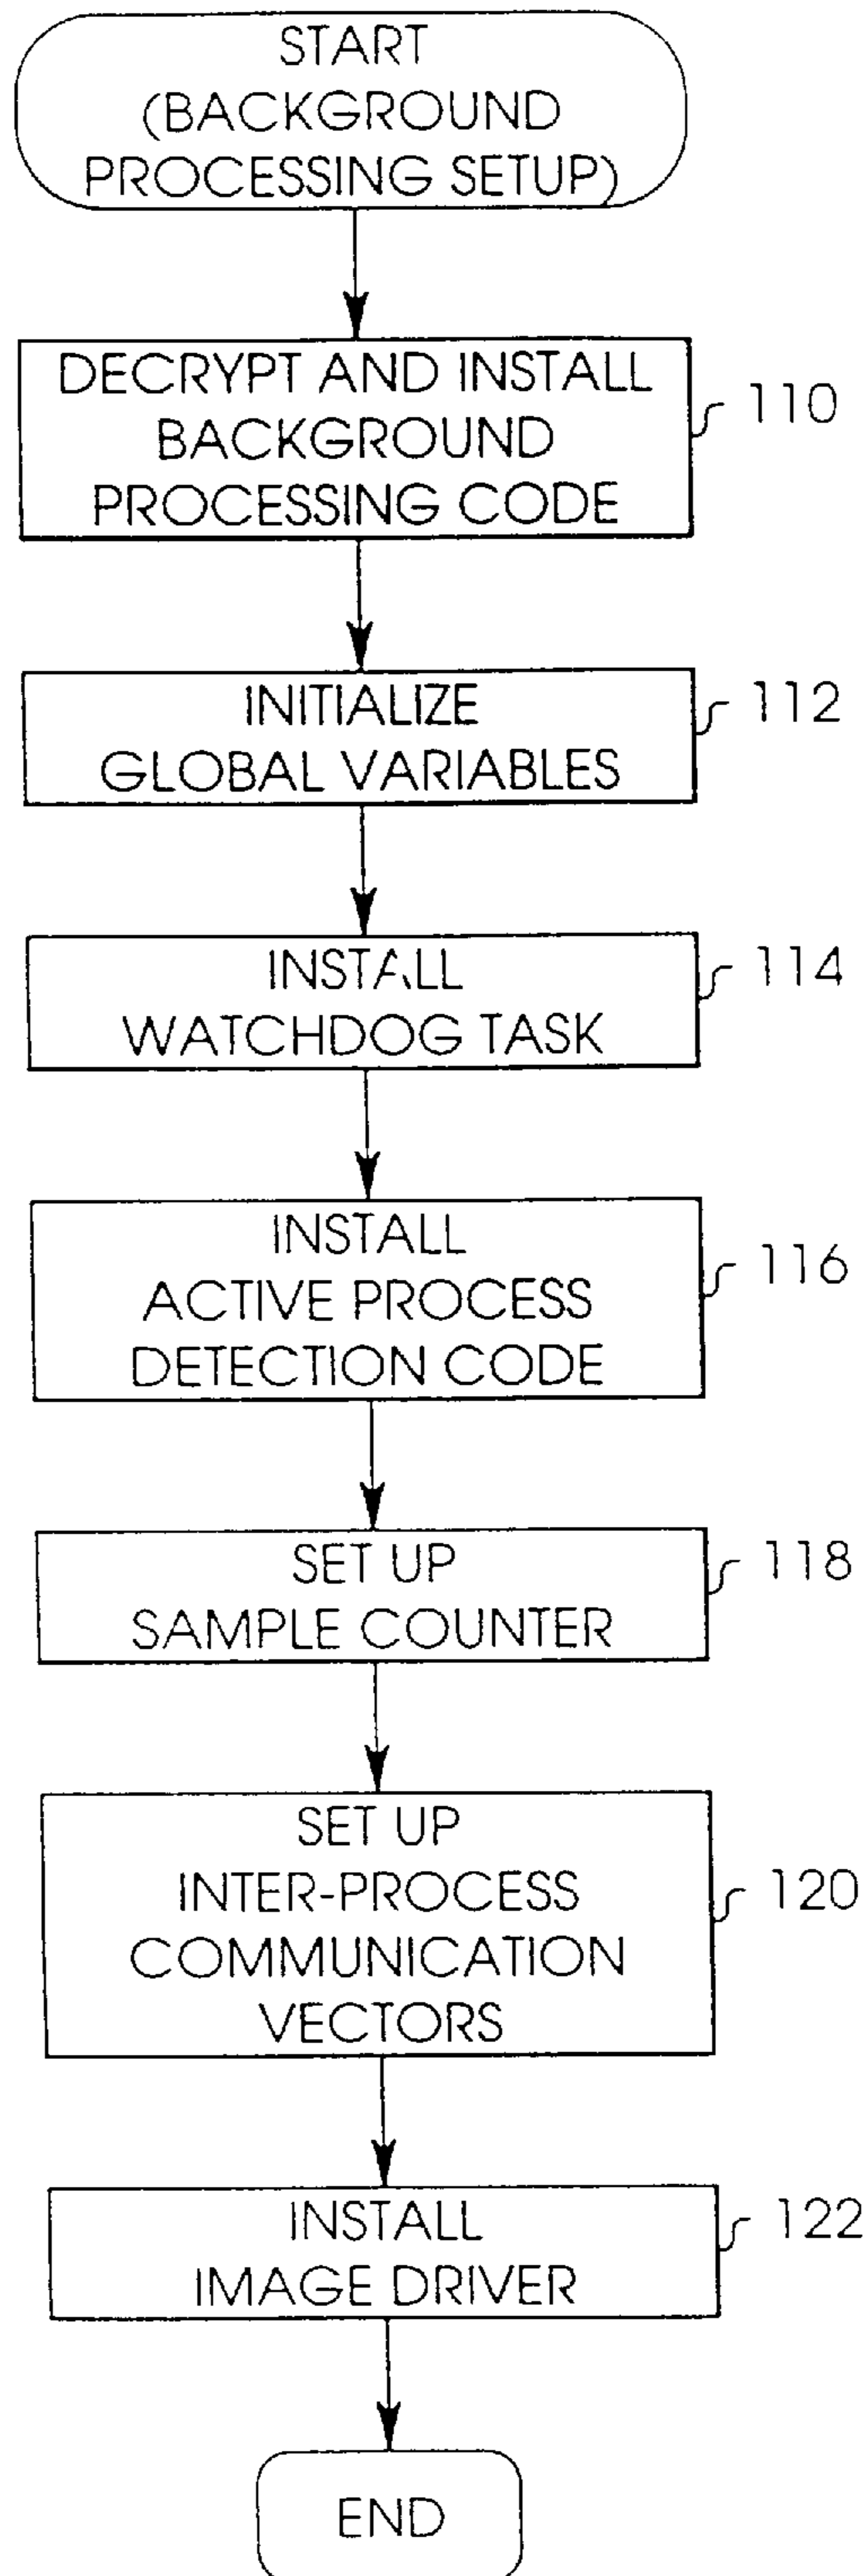 START
(BACKGROUND
PROCESSING SETUP)
DECRYPT AND INSTALL
BACKGROUND
PROCESSING CODE
110
INITIALIZE
GLOBAL VARIABLES
112
INSTALL
WATCHDOG TASK
114
INSTALL
ACTIVE PROCESS
DETECTION CODE
116
SET UP
SAMPLE COUNTER
118
SET UP
INTER-PROCESS
COMMUNICATION
VECTORS
120
INSTALL
IMAGE DRIVER
122
END